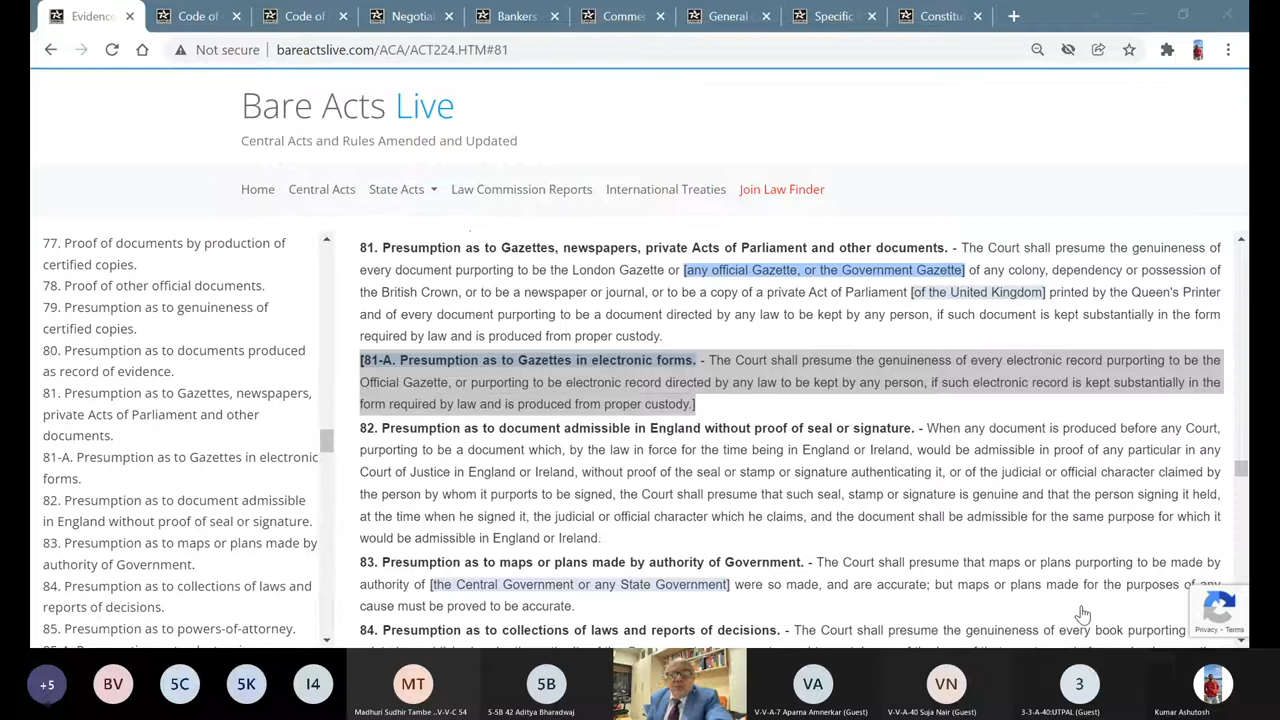 Evidenc
Code of
Code of
Negotial
Bankers
Commer
General
Specific
Constitu
Not secure
bareactslive.com/ACA/ACT224.HTM#81
Bare Acts Live
Central Acts and Rules Amended and Updated
Home Central Acts State Acts Law Commission Reports International Treaties Join Law Finder
77. Proof of documents by production of
certified copies.
78. Proof of other official documents.
79. Presumption as to genuineness of
certified copies.
80. Presumption as to documents produced
as record of evidence.
81. Presumption as to Gazettes, newspapers,
private Acts of Parliament and other
documents.
81-A. Presumption as to Gazettes in electronic
forms.
82. Presumption as to document admissible
in England without proof of seal or signature.
83. Presumption as to maps or plans made by
authority of Government.
84. Presumption as to collections of laws and
reports of decisions.
85. Presumption as to powers-of-attorney.
81. Presumption as to Gazettes, newspapers, private Acts of Parliament and other documents. - The Court shall presume the genuineness of
every document purporting to be the London Gazette or [any official Gazette, or the Government Gazette] of any colony, dependency or possession of
the British Crown, or to be a newspaper or journal, or to be a copy of a private Act of Parliament [of the United Kingdom] printed by the Queen's Printer
and of every document purporting to be a document directed by any law to be kept by any person, if such document is kept substantially in the form
required by law and is produced from proper custody.
[81-A. Presumption as to Gazettes in electronic forms. - The Court shall presume the genuineness of every electronic record purporting to be the
Official Gazette, or purporting to be electronic record directed by any law to be kept by any person, if such electronic record is kept substantially in the
form required by law and is produced from proper custody.]
82. Presumption as to document admissible in England without proof of seal or signature. - When any document is produced before any Court,
purporting to be a document which, by the law in force for the time being in England or Ireland, would be admissible in proof of any particular in any
Court of Justice in England or Ireland, without proof of the seal or stamp or signature authenticating it, or of the judicial or official character claimed by
the person by whom it purports to be signed, the Court shall presume that such seal, stamp or signature is genuine and that the person signing it held,
at the time when he signed it, the judicial or official character which he claims, and the document shall be admissible for the same purpose for which it
would be admissible in England or Ireland.
83. Presumption as to maps or plans made by authority of Government. - The Court shall presume that maps or plans purporting to be made by
authority of [the Central Government or any State Government] were so made, and are accurate; but maps or plans made for the purposes of any
cause must be proved to be accurate.
84. Presumption as to collections of laws and reports of decisions. - The Court shall presume the genuineness of every book purporting
Privacy - Terms
+5
BV
5C
5K
I4
MT
Madhuri Sudhir Tambe ..V-V-C 54
5B
5-5B 42 Aditya Bharadwaj
VA
V-V-A-7 Aparna Amnerkar (Guest)
VN
V-V-A-40 Suja Nair (Guest)
3
3-3-A-40:UTPAL (Guest)
Kumar Ashutosh